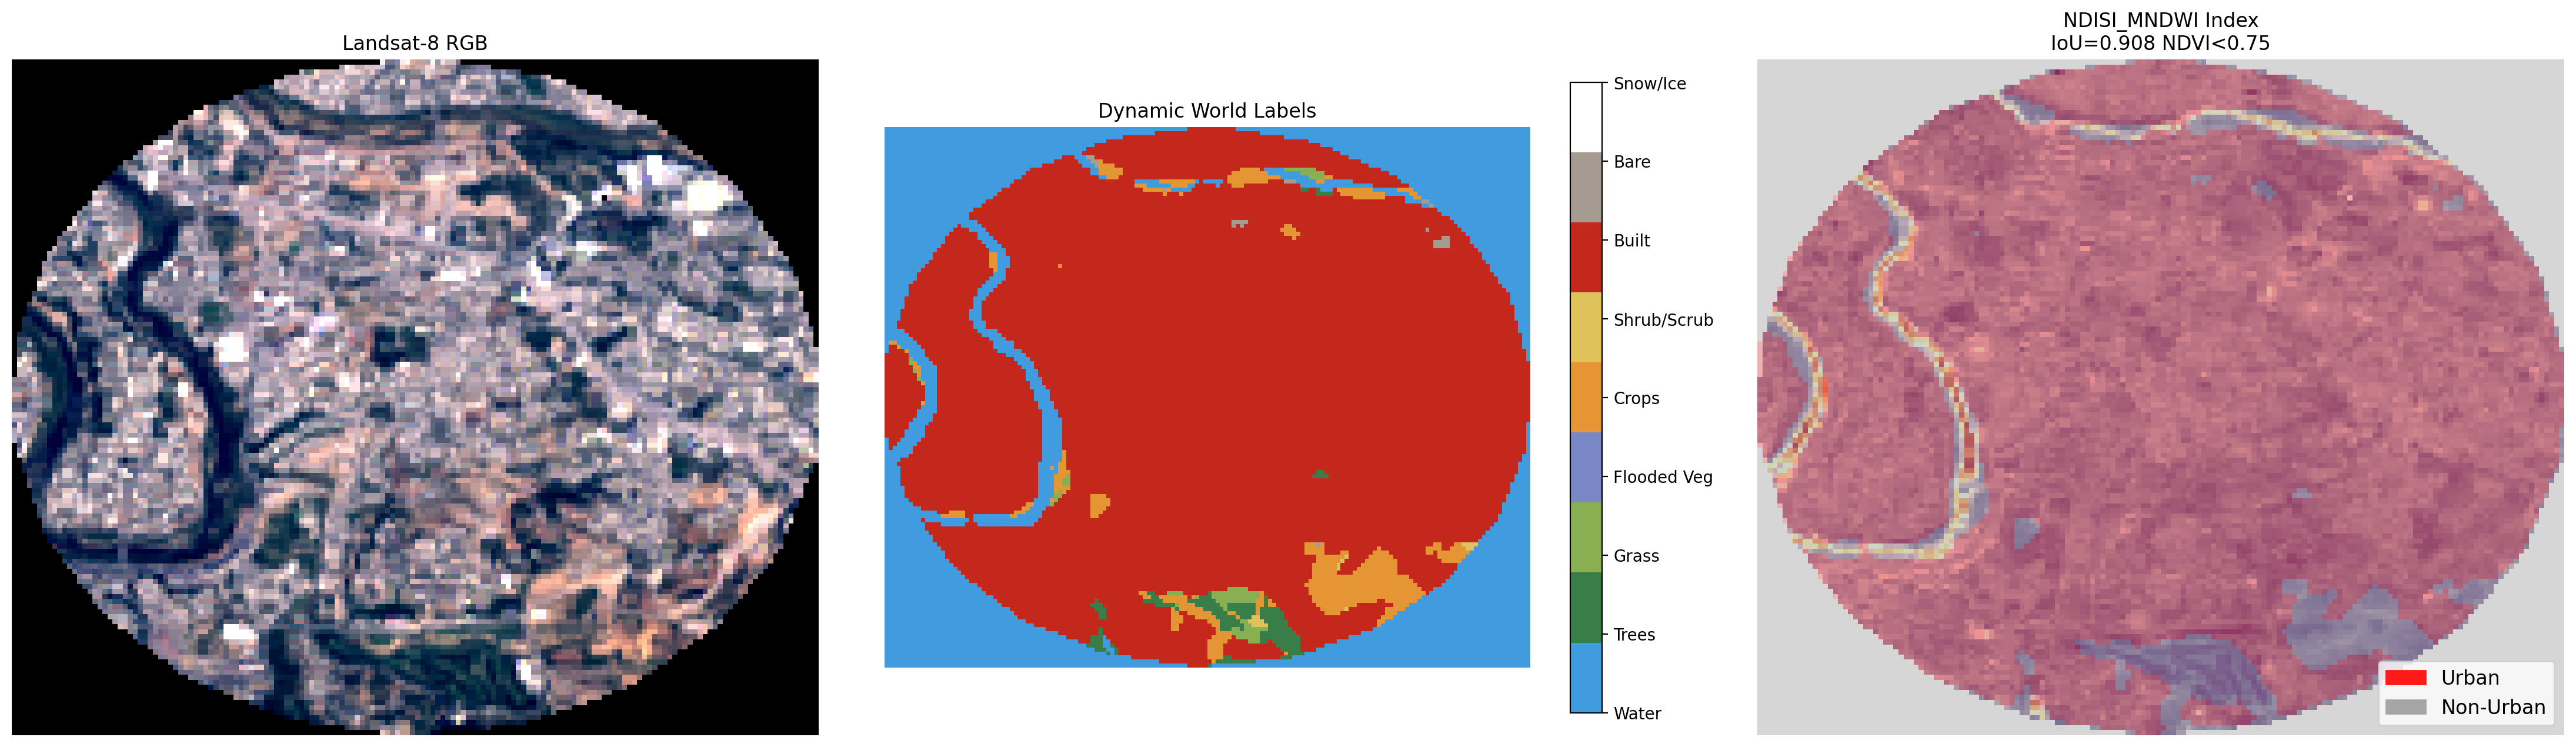 Landsat-8 RGB
Dynamic World Labels
Snow/Ice
Bare
Built
Shrub/Scrub
Crops
Flooded Veg
Grass
Trees
Water
NDISI_MNDWI Index
IoU=0.908 NDVI<0.75
Urban
Non-Urban